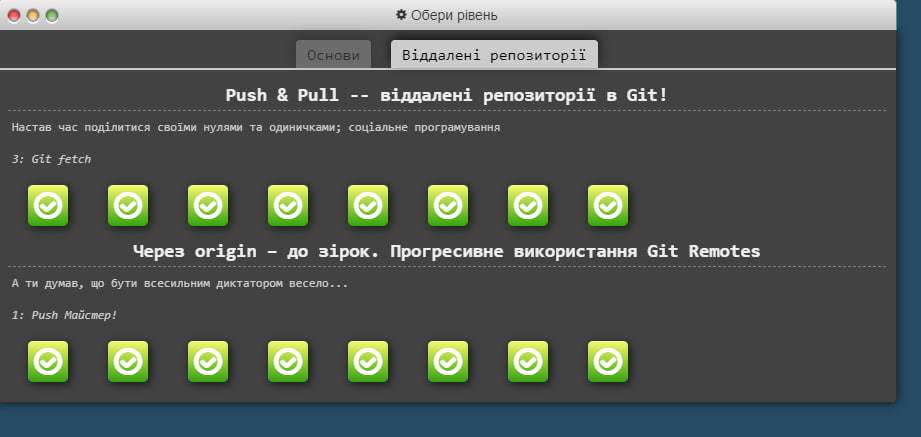 Обери рівень
Основи
Віддалені репозиторії
Push & Pull -- віддалені репозиторії в Git!
Настав час поділитися своїми нулями та одиничками; соціальне програмування
3: Git fetch
Через origin – до зірок. Прогресивне використання Git Remotes
А ти думав, що бути всесильним диктатором весело...
1: Push Майстер!